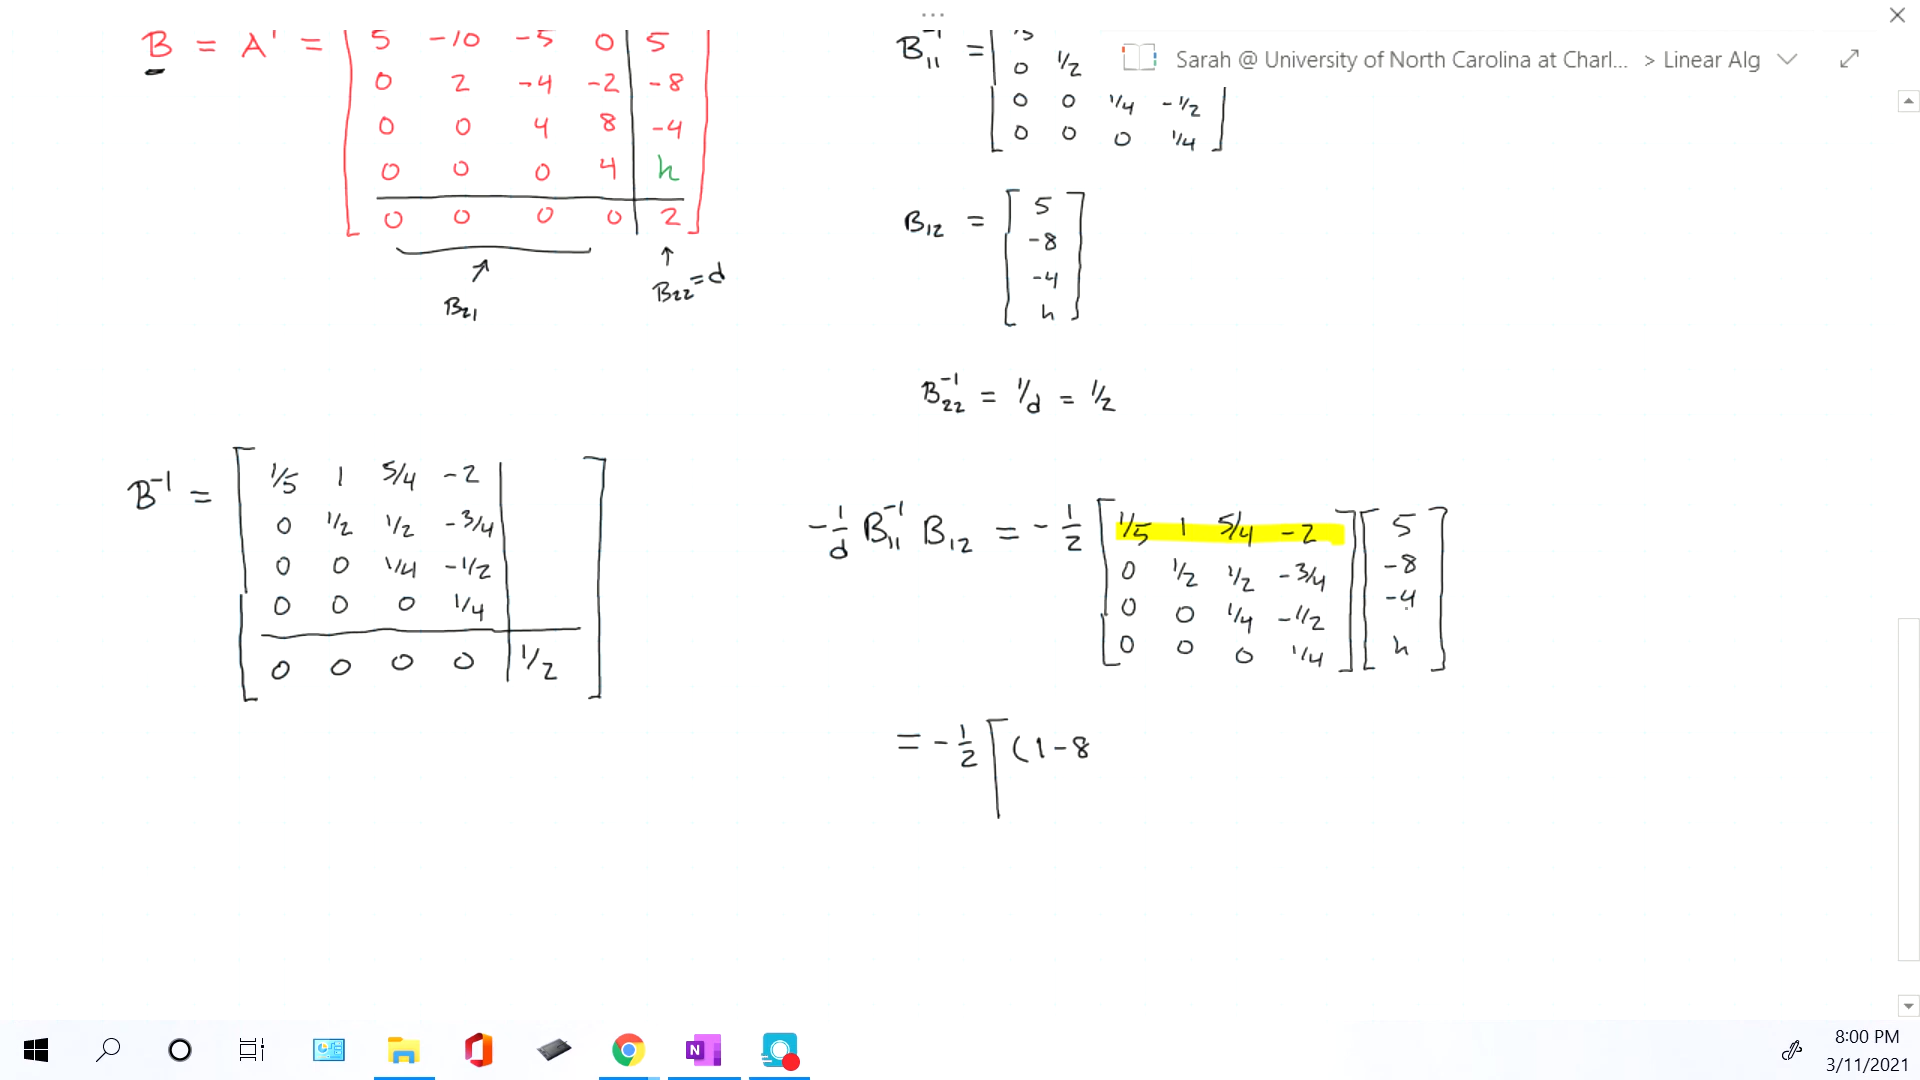 Sarah @ University of North Carolina at Charl... > Linear Alg
B = A' =
5 -10 -5 0 5
0 2 -4 -2 -8
0 0 4 8 -4
0 0 0 4 h
0 0 0 0 2
B₂₁
B₂₂ = d
B₁₁⁻¹ =
0 1/2
0 0 1/4 -1/2
0 0 0 1/4
B₁₂ =
5
-8
-4
h
B₂₂⁻¹ = 1/d = 1/2
B⁻¹ =
1/5 1 5/4 -2
0 1/2 1/2 -3/4
0 0 1/4 -1/2
0 0 0 1/4
0 0 0 0 1/2
-1/d B₁₁⁻¹ B₁₂ = -1/2
1/5 1 5/4 -2 5
0 1/2 1/2 -3/4 -8
0 0 1/4 -1/2 -4
0 0 0 1/4 h
= -1/2 [(1-8
8:00 PM
3/11/2021